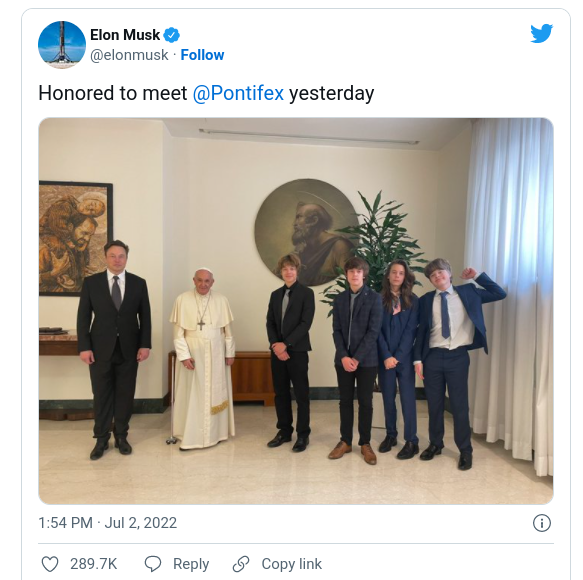 Elon Musk
@elonmusk · Follow
Honored to meet @Pontifex yesterday
1:54 PM · Jul 2, 2022
289.7K Reply Copy link